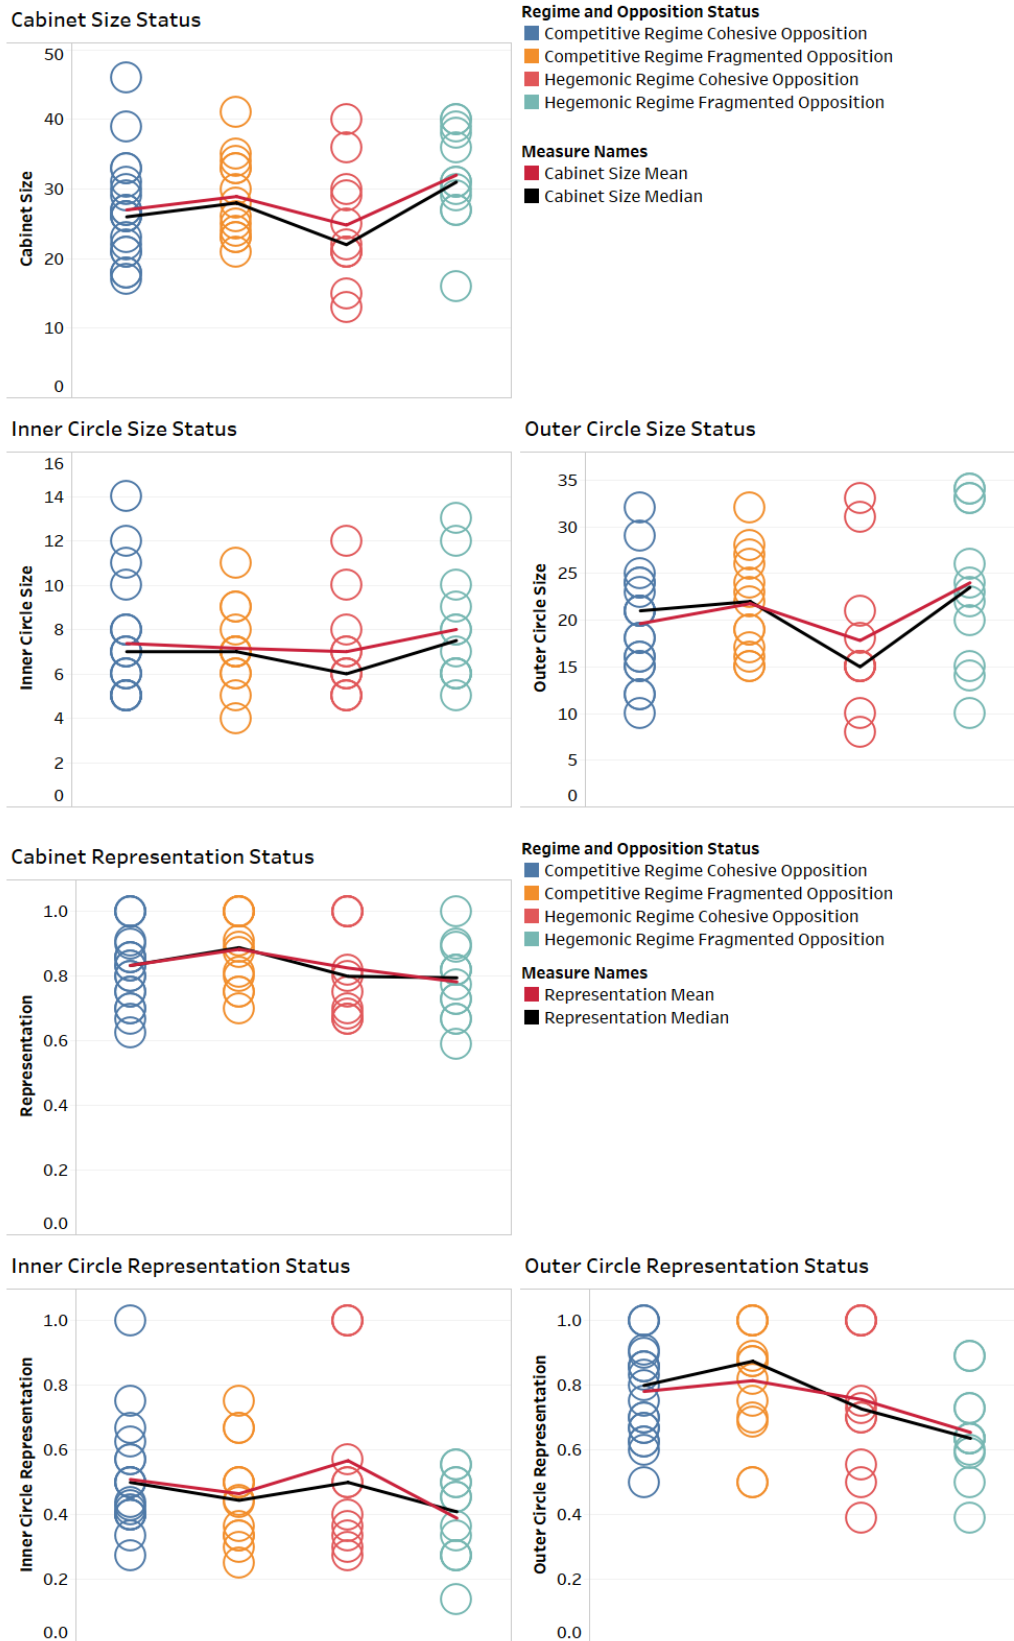 Cabinet Size Status
50
40
30
20
10
0
Cabinet Size
Regime and Opposition Status
Competitive Regime Cohesive Opposition
Competitive Regime Fragmented Opposition
Hegemonic Regime Cohesive Opposition
Hegemonic Regime Fragmented Opposition
Measure Names
Cabinet Size Mean
Cabinet Size Median
Inner Circle Size Status
16
14
12
10
8
6
4
2
0
Inner Circle Size
Outer Circle Size Status
35
30
25
20
15
10
5
0
Outer Circle Size
Cabinet Representation Status
1.0
0.8
0.6
0.4
0.2
0.0
Representation
Regime and Opposition Status
Competitive Regime Cohesive Opposition
Competitive Regime Fragmented Opposition
Hegemonic Regime Cohesive Opposition
Hegemonic Regime Fragmented Opposition
Measure Names
Representation Mean
Representation Median
Inner Circle Representation Status
1.0
0.8
0.6
0.4
0.2
0.0
Inner Circle Representation
Outer Circle Representation Status
1.0
0.8
0.6
0.4
0.2
0.0
Outer Circle Representation